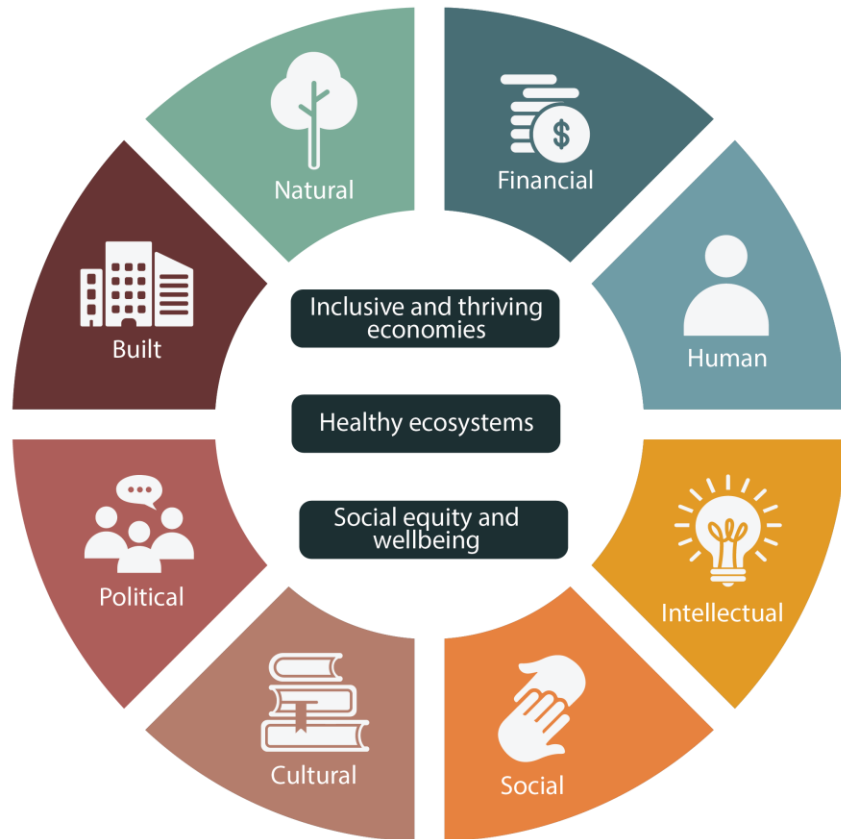 Natural
$
Financial
Built
Human
Inclusive and thriving
economies
Healthy ecosystems
Social equity and
wellbeing
Political
Intellectual
Cultural
Social